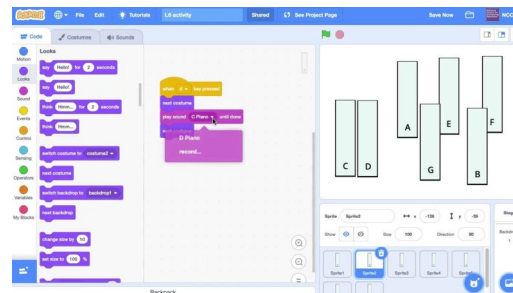 SCRATCH
File Edit Tutorials L5 activity Shared See Project Page Save Now
Code Costumes Sounds
Motion
Looks
Sound
Events
Control
Sensing
Operators
Variables
My Blocks
Looks
say Hello! for 2 seconds
say Hello!
think Hmm... for 2 seconds
think Hmm...
switch costume to costume2
next costume
switch backdrop to backdrop1
next backdrop
change size by 10
set size to 100 %
when d key pressed
next costume
play sound C Piano until done
D Piano
record...
A E F
C D G B
Sprite Sprite2 x y
Show Size 100 Direction 90
Sprite1 Sprite2 Sprite3 Sprite4
Backpack